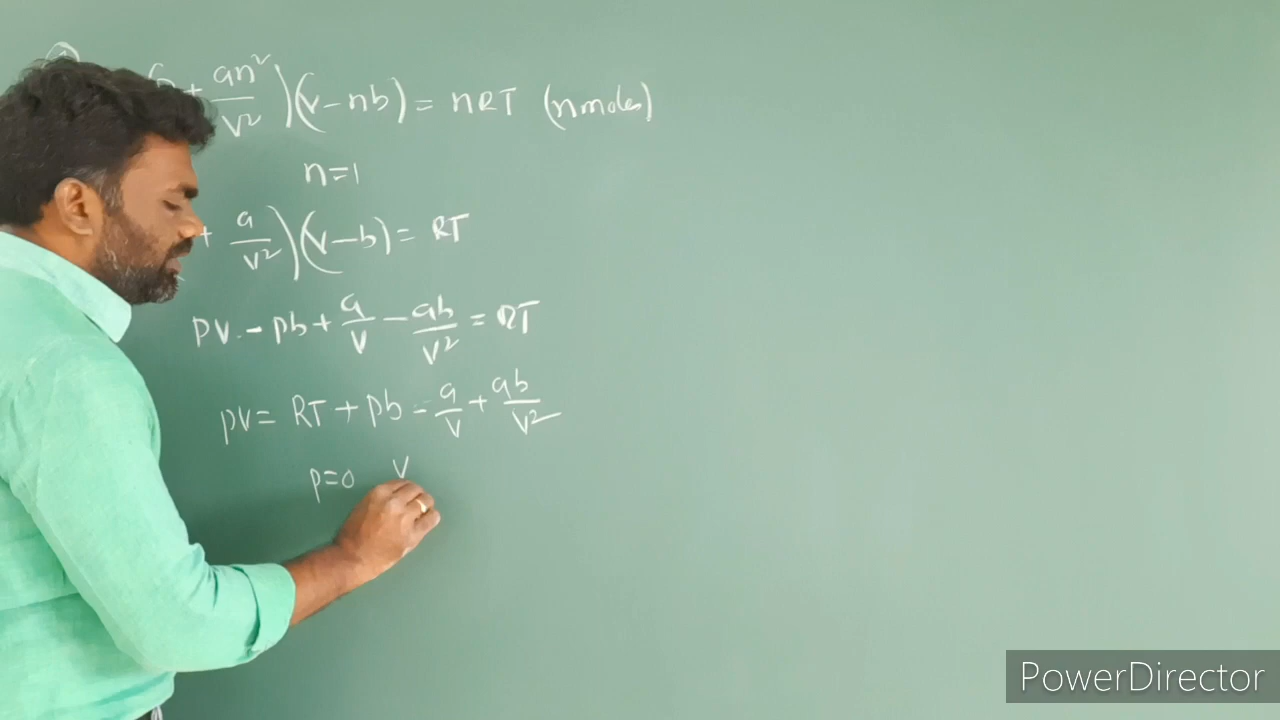 + an²/V²)(V - nb) = nRT (n moles)
n=1
+ a/V²)(V - b) = RT
PV - Pb + a/V - ab/V² = RT
PV = RT + Pb - a/V + ab/V²
P=0 V
PowerDirector